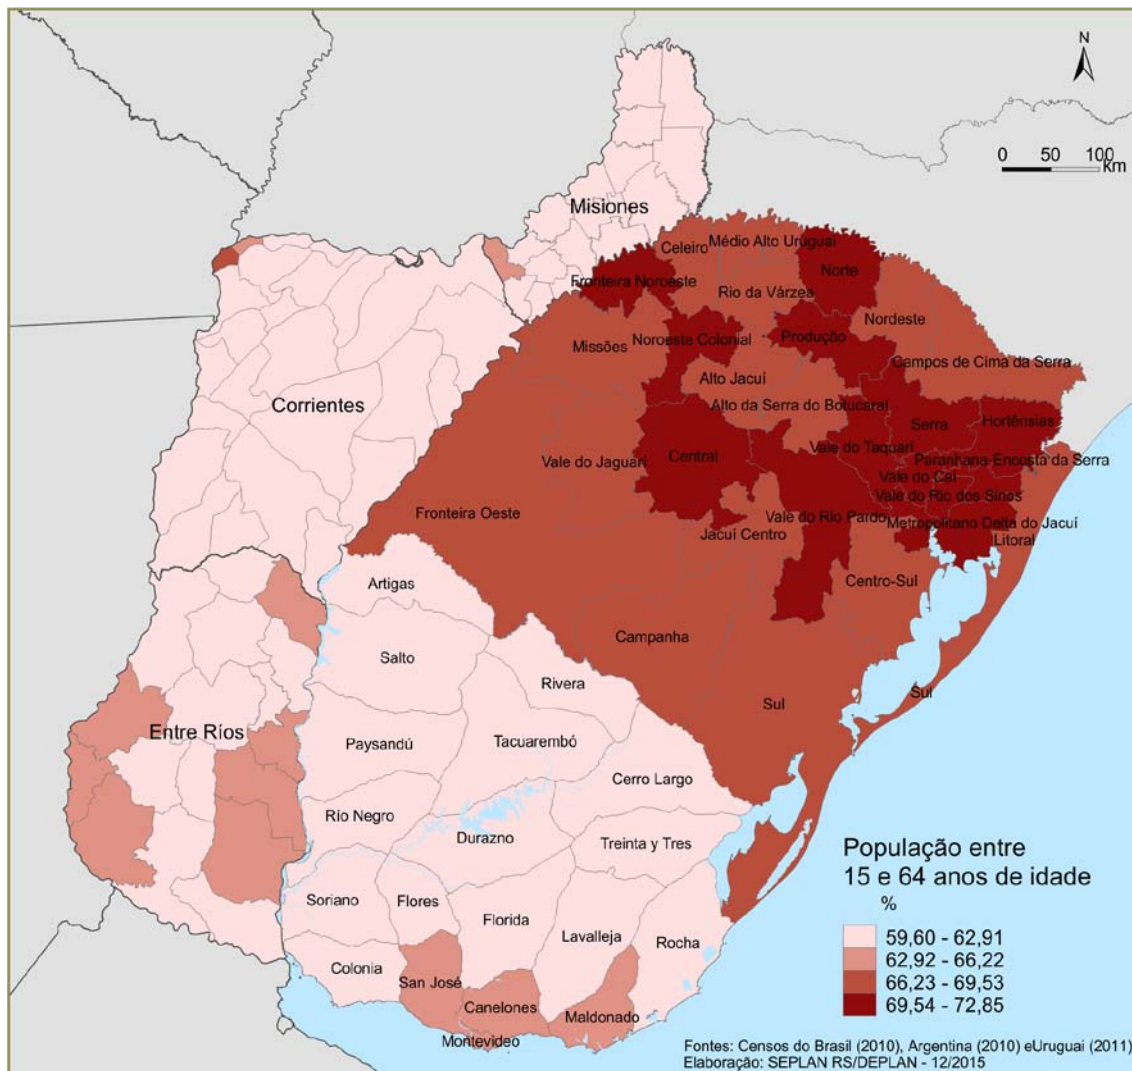 N
0 50 100
km
Misiones
Celeiro
Médio Alto Uruguai
Norte
Fronteira Noroeste
Rio da Várzea
Nordeste
Missões
Noroeste Colonial
Produção
Campos de Cima da Serra
Alto Jacuí
Corrientes
Alto da Serra do Botucaraí
Serra
Hortênsias
Vale do Taquari
Vale do Jaguari
Central
Paranhana-Encosta da Serra
Vale do Caí
Vale do Rio dos Sinos
Fronteira Oeste
Vale do Rio Pardo
Metropolitano Delta do Jacuí
Jacuí Centro
Litoral
Artigas
Centro-Sul
Campanha
Salto
Rivera
Sul
Sul
Entre Ríos
Paysandú
Tacuarembó
Cerro Largo
Río Negro
Durazno
Treinta y Tres
Soriano
Flores
Florida
Lavalleja
Rocha
Colonia
San José
Canelones
Maldonado
Montevideo
População entre
15 e 64 anos de idade
%
59,60 - 62,91
62,92 - 66,22
66,23 - 69,53
69,54 - 72,85
Fontes: Censos do Brasil (2010), Argentina (2010) eUruguai (2011)
Elaboração: SEPLAN RS/DEPLAN - 12/2015